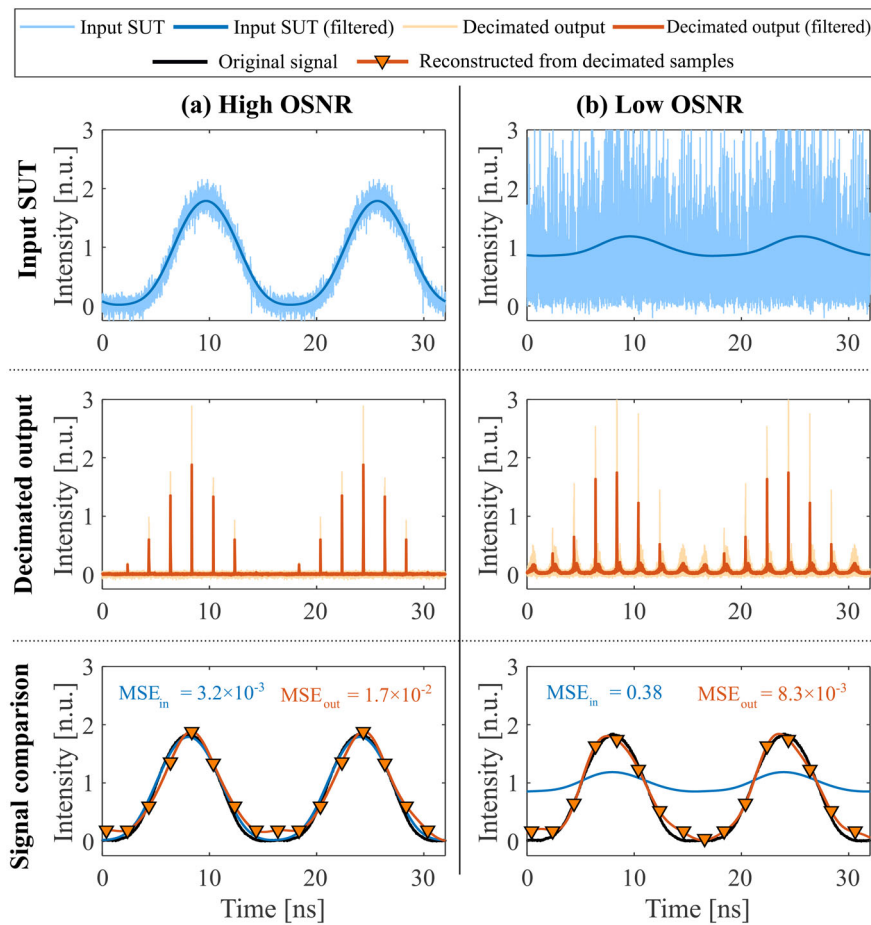 Input SUT Input SUT (filtered) Decimated output Decimated output (filtered)
Original signal Reconstructed from decimated samples
(a) High OSNR (b) Low OSNR
Input SUT
Intensity [n.u.]
3
2
1
0
0 10 20 30
Intensity [n.u.]
3
2
1
0
0 10 20 30
Decimated output
Intensity [n.u.]
3
2
1
0
0 10 20 30
Intensity [n.u.]
3
2
1
0
0 10 20 30
Signal comparison
Intensity [n.u.]
3
2
1
0
MSE_in = 3.2×10^-3 MSE_out = 1.7×10^-2
0 10 20 30
Time [ns]
Intensity [n.u.]
3
2
1
0
MSE_in = 0.38 MSE_out = 8.3×10^-3
0 10 20 30
Time [ns]